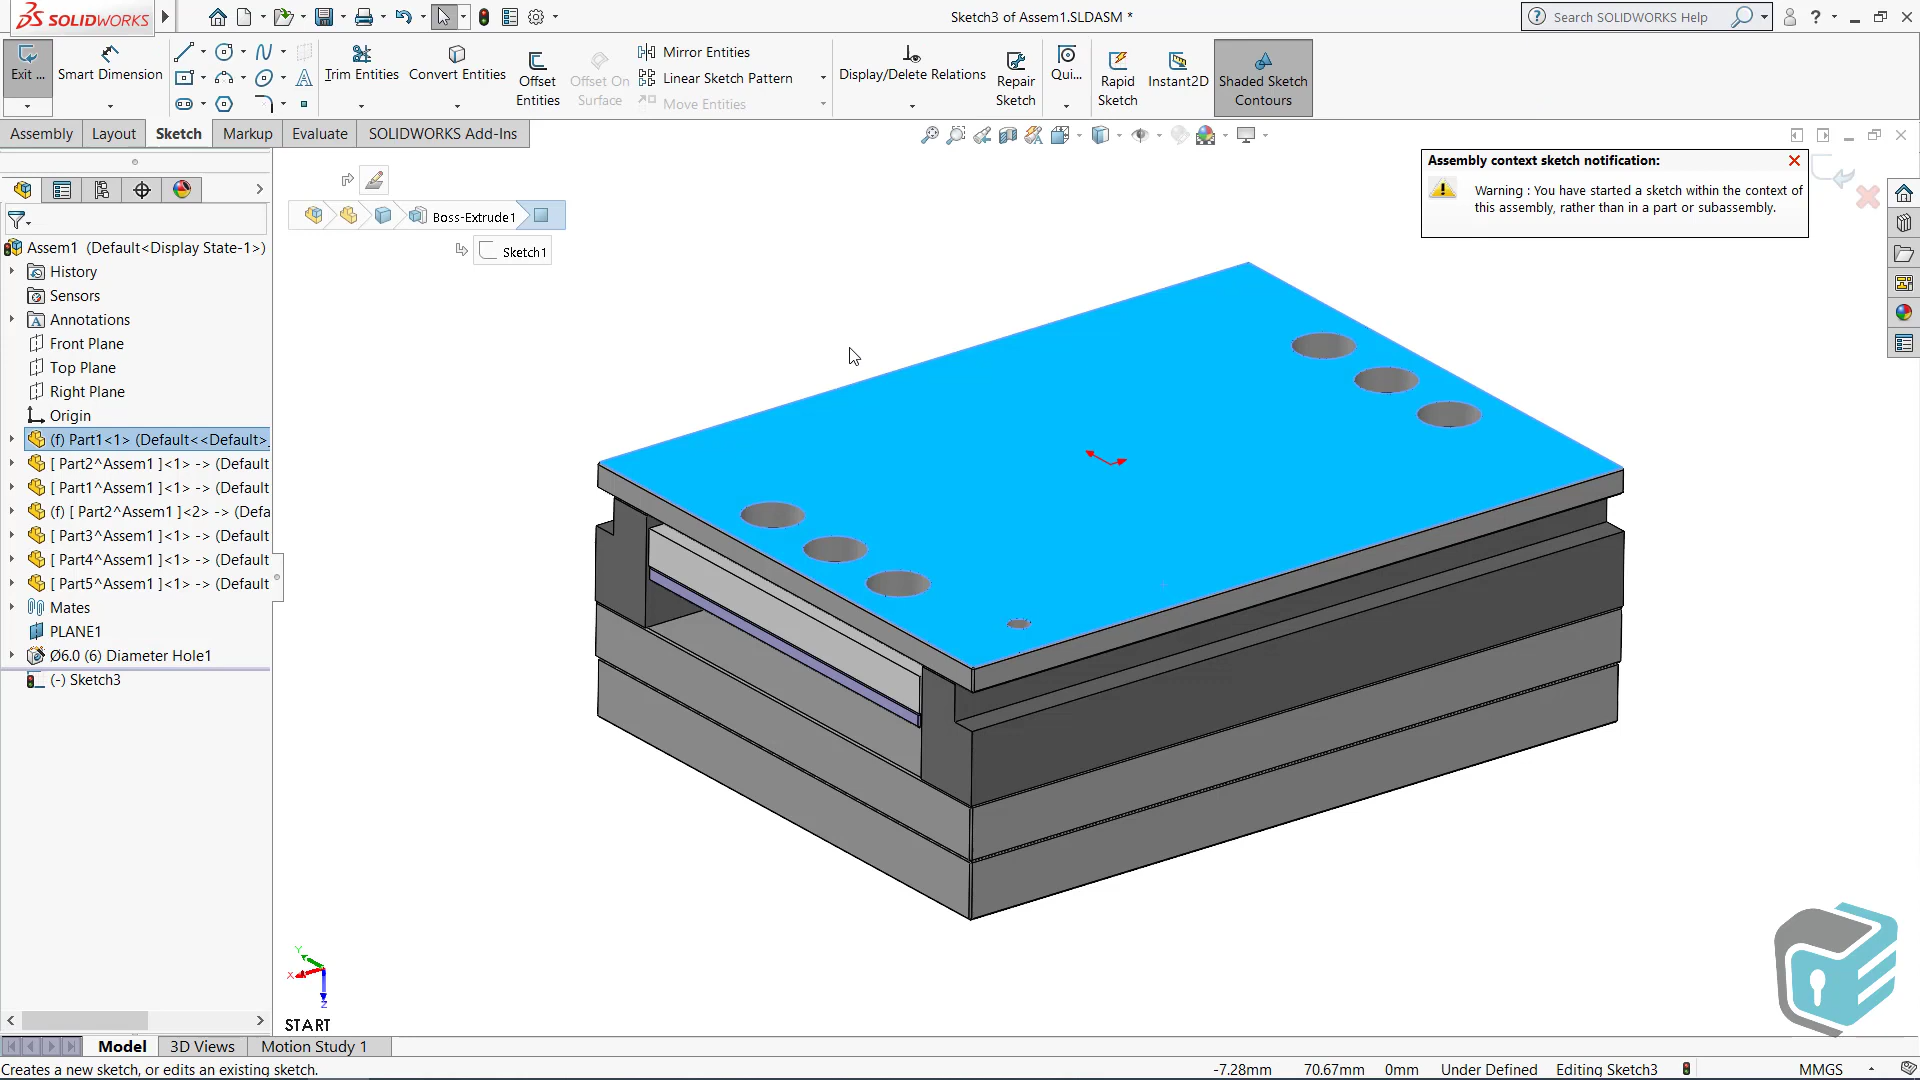 SOLIDWORKS
Sketch3 of Assem1.SLDASM *
Search SOLIDWORKS Help
Exit ...
Smart Dimension
Trim Entities
Convert Entities
Offset
Entities
Offset On
Surface
Mirror Entities
Linear Sketch Pattern
Move Entities
Display/Delete Relations
Repair
Sketch
Qui...
Rapid
Sketch
Instant2D
Shaded Sketch
Contours
Assembly
Layout
Sketch
Markup
Evaluate
SOLIDWORKS Add-Ins
Assembly context sketch notification:
Warning : You have started a sketch within the context of
this assembly, rather than in a part or subassembly.
Boss-Extrude1
Sketch1
Assem1 (Default<Display State-1>)
History
Sensors
Annotations
Front Plane
Top Plane
Right Plane
Origin
(f) Part1<1> (Default<<Default>_
[ Part2^Assem1 ]<1> -> (Default
[ Part1^Assem1 ]<1> -> (Default
(f) [ Part2^Assem1 ]<2> -> (Defa
[ Part3^Assem1 ]<1> -> (Default
[ Part4^Assem1 ]<1> -> (Default
[ Part5^Assem1 ]<1> -> (Default
Mates
PLANE1
Ø6.0 (6) Diameter Hole1
(-) Sketch3
Y
X
Z
START
Model
3D Views
Motion Study 1
Creates a new sketch, or edits an existing sketch.
-7.28mm
70.67mm
0mm
Under Defined
Editing Sketch3
MMGS